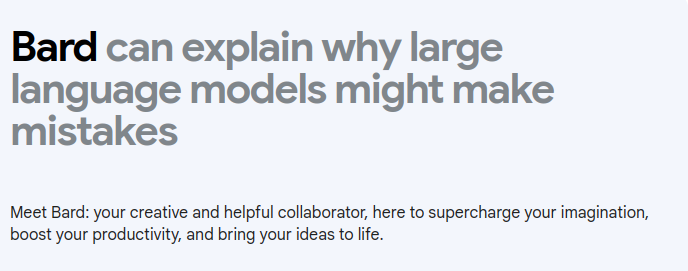 Bard can explain why large
language models might make
mistakes
Meet Bard: your creative and helpful collaborator, here to supercharge your imagination,
boost your productivity, and bring your ideas to life.